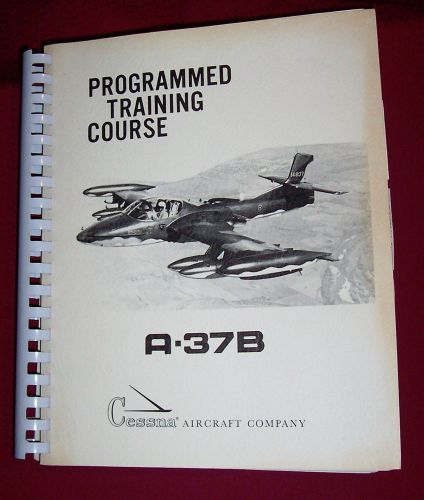 PROGRAMMED
TRAINING
COURSE
A-37B
Cessna® AIRCRAFT COMPANY